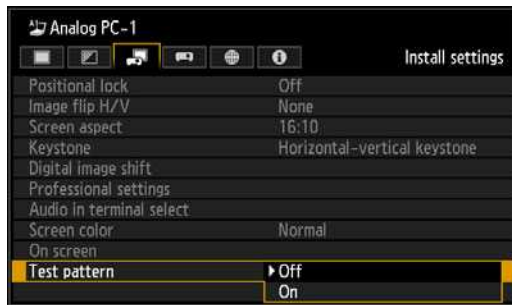 Analog PC-1
Install settings
Positional lock Off
Image flip H/V None
Screen aspect 16:10
Keystone Horizontal-vertical keystone
Digital image shift
Professional settings
Audio in terminal select
Screen color Normal
On screen
Test pattern Off
On